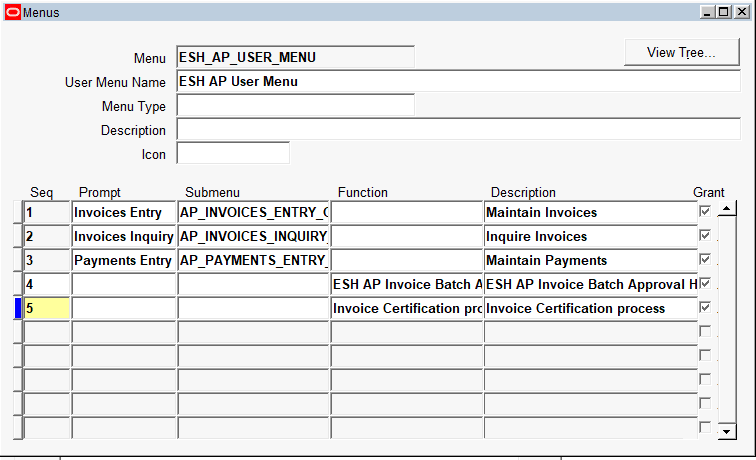 Menus
Menu ESH_AP_USER_MENU View Tree...
User Menu Name ESH AP User Menu
Menu Type
Description
Icon
Seq Prompt Submenu Function Description Grant
1 Invoices Entry AP_INVOICES_ENTRY_ Maintain Invoices
2 Invoices Inquiry AP_INVOICES_INQUIRY Inquire Invoices
3 Payments Entry AP_PAYMENTS_ENTRY_ Maintain Payments
4 ESH AP Invoice Batch A ESH AP Invoice Batch Approval H
5 Invoice Certification pro Invoice Certification process